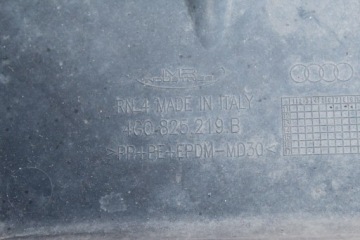 RN-4 MADE IN ITALY
4G0 825 219 B
>PP+PE+EPDM-MD30<